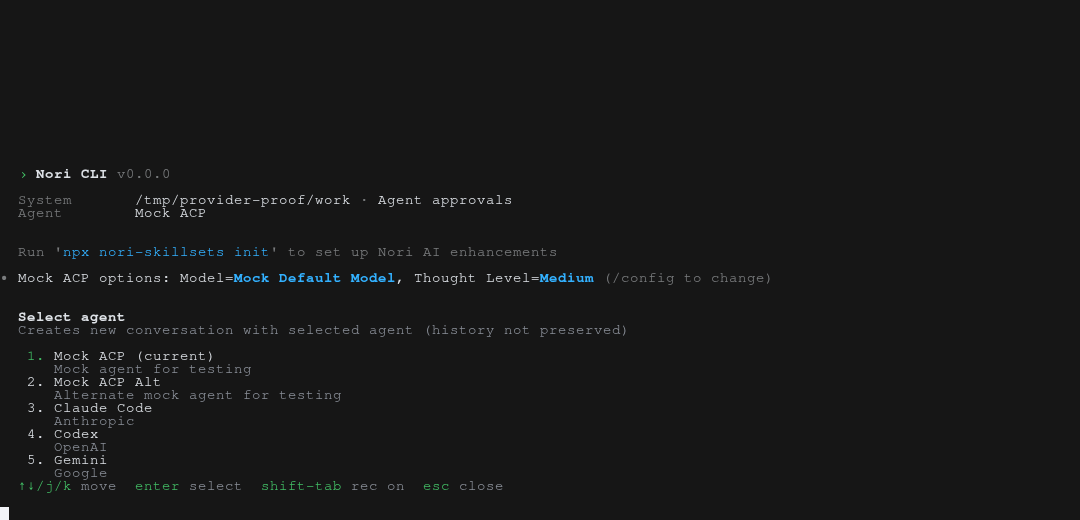 › Nori CLI v0.0.0
System /tmp/provider-proof/work · Agent approvals
Agent Mock ACP
Run 'npx nori-skillsets init' to set up Nori AI enhancements
• Mock ACP options: Model=Mock Default Model, Thought Level=Medium (/config to change)
Select agent
Creates new conversation with selected agent (history not preserved)
1. Mock ACP (current)
Mock agent for testing
2. Mock ACP Alt
Alternate mock agent for testing
3. Claude Code
Anthropic
4. Codex
OpenAI
5. Gemini
Google
↑↓/j/k move enter select shift-tab rec on esc close